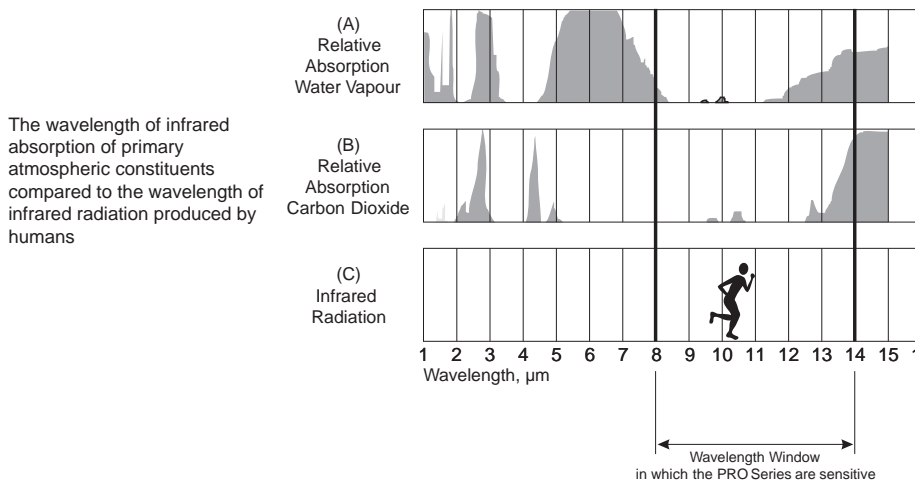 (A)
Relative
Absorption
Water Vapour
The wavelength of infrared
absorption of primary
atmospheric constituents
compared to the wavelength of
infrared radiation produced by
humans
(B)
Relative
Absorption
Carbon Dioxide
(C)
Infrared
Radiation
1 2 3 4 5 6 7 8 9 10 11 12 13 14 15
Wavelength, µm
Wavelength Window
in which the PRO Series are sensitive